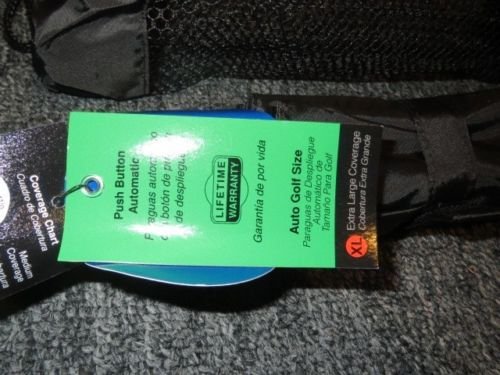 Push Button
Automatic
Paraguas automático
botón de
de despliegue
LIFETIME
WARRANTY
Garantía de por vida
Auto Golf Size
Paraguas de Despliegue
Automático de
Tamaño Para Golf
XL
Extra Large Coverage
Cobertura Extra Grande
Coverage Chart
Cuadro de Cobertura
Medium
Coverage